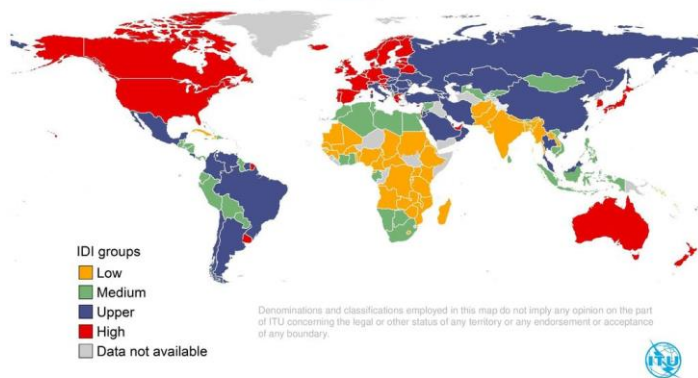 IDI groups
Low
Medium
Upper
High
Data not available
Denominations and classifications employed in this map do not imply any opinion on the part
of ITU concerning the legal or other status of any territory or any endorsement or acceptance
of any boundary.
ITU